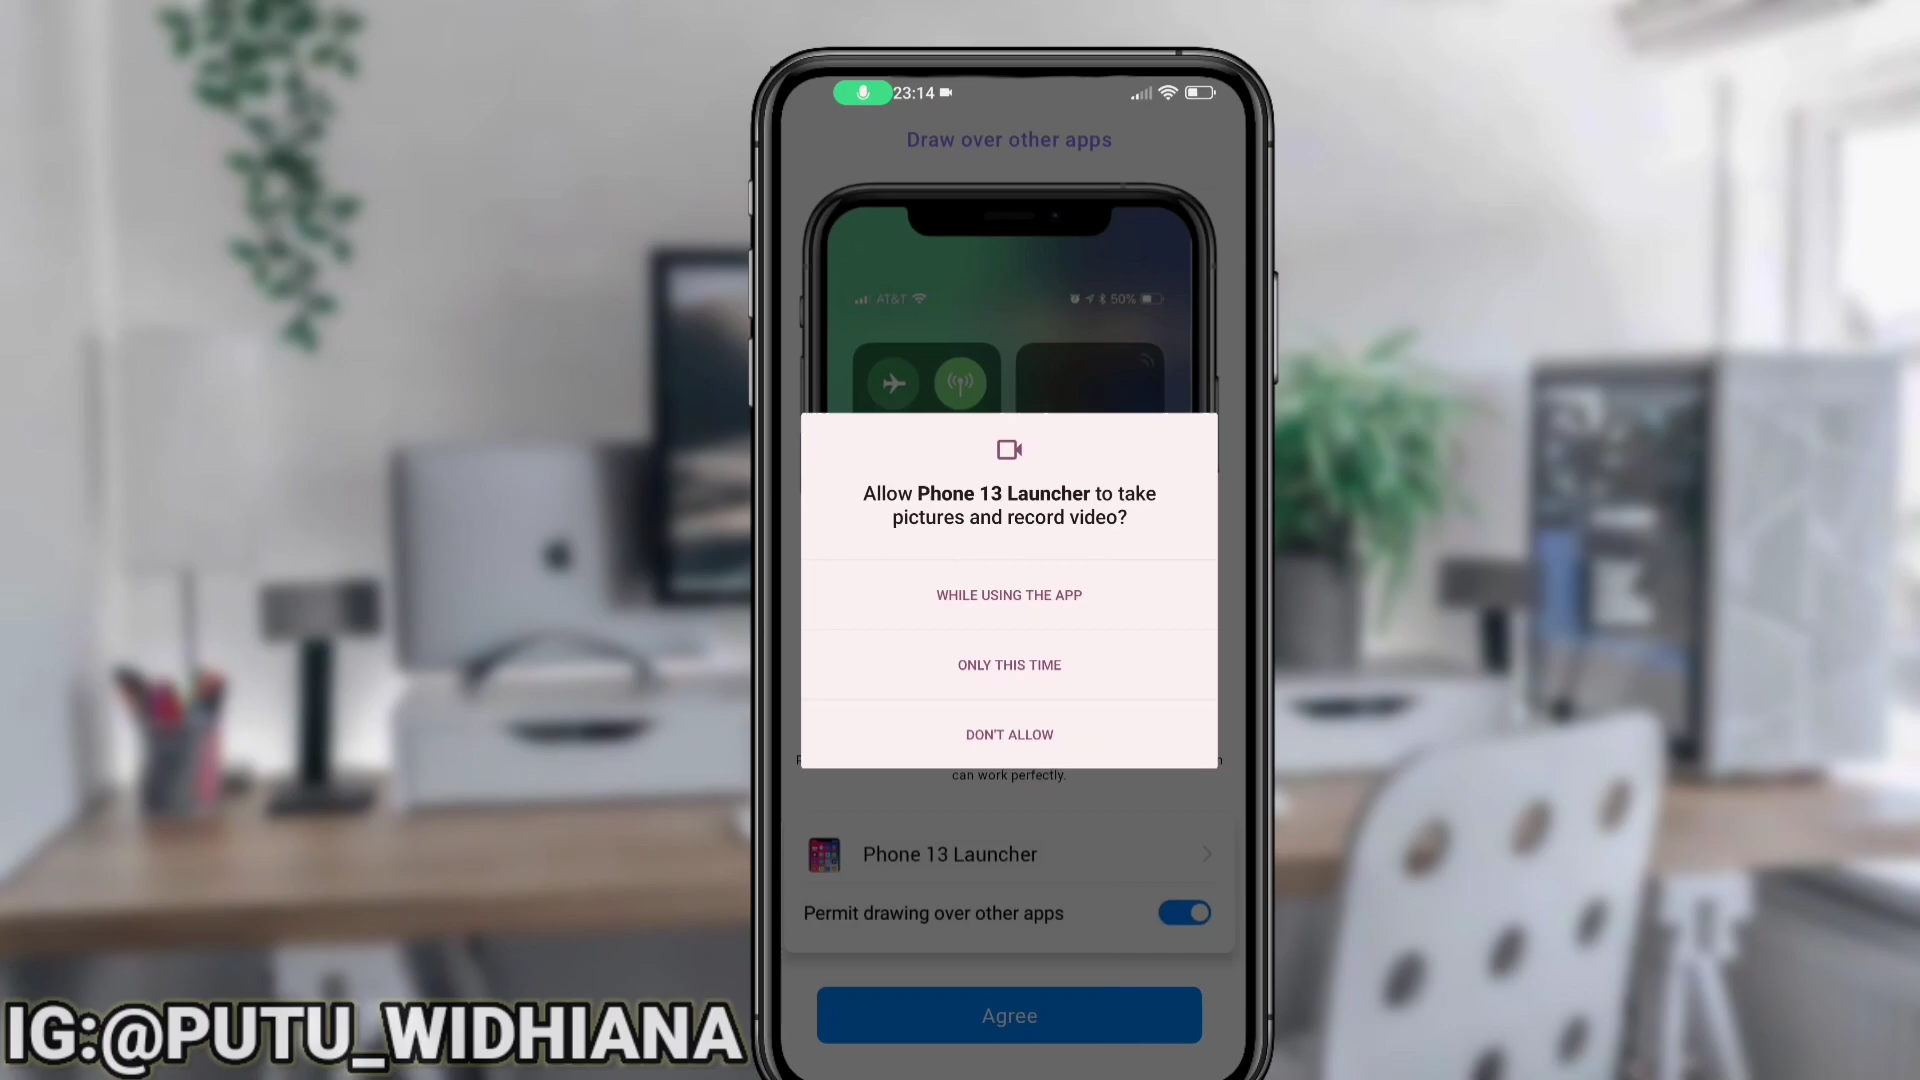 23:14
Draw over other apps
AT&T
50%
Allow Phone 13 Launcher to take
pictures and record video?
WHILE USING THE APP
ONLY THIS TIME
DON'T ALLOW
can work perfectly.
Phone 13 Launcher
Permit drawing over other apps
Agree
IG:@PUTU_WIDHIANA